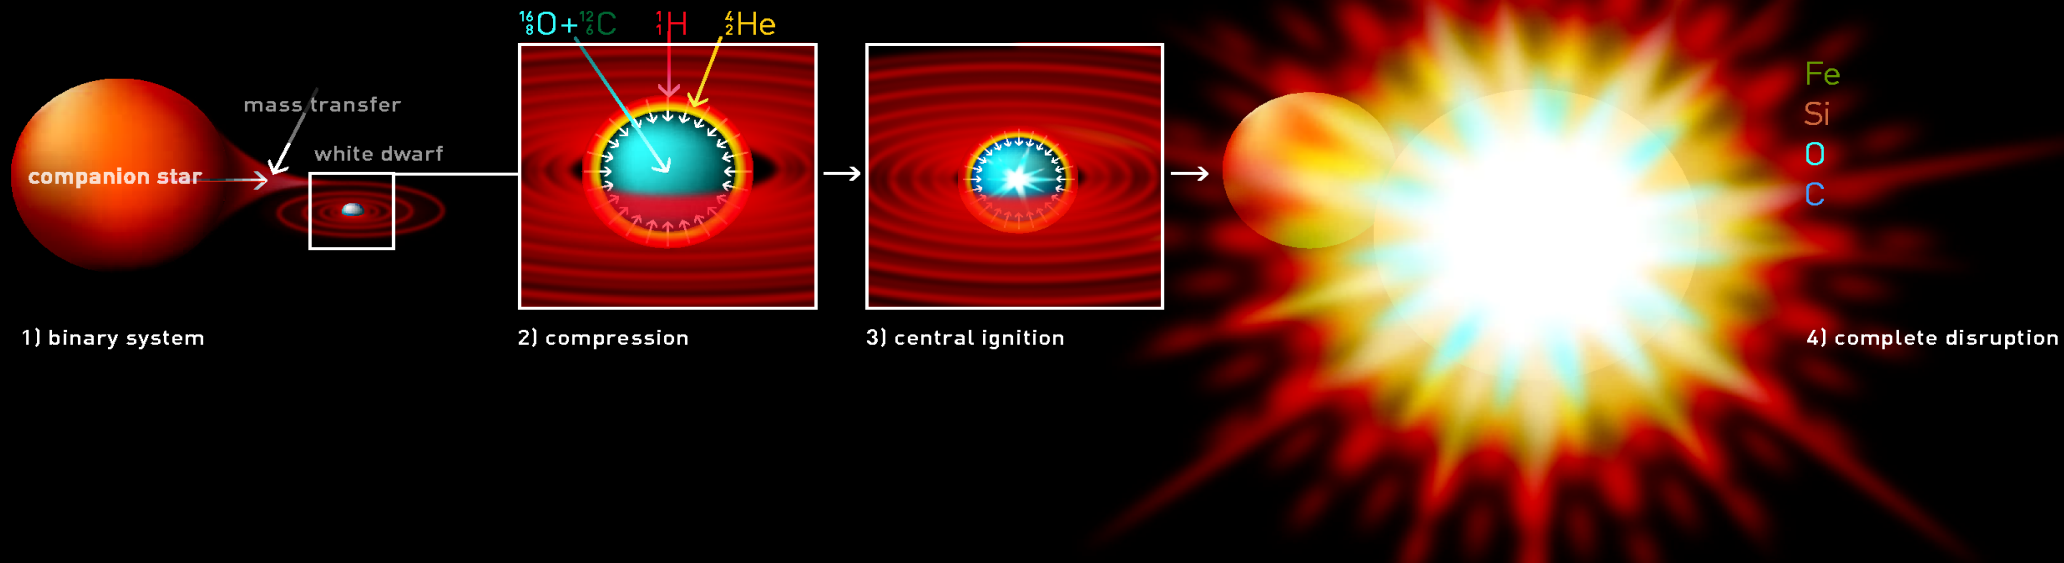 mass transfer
white dwarf
companion star
1) binary system
¹⁶₈O+¹²₆C
¹₁H
⁴₂He
2) compression
3) central ignition
Fe
Si
O
C
4) complete disruption